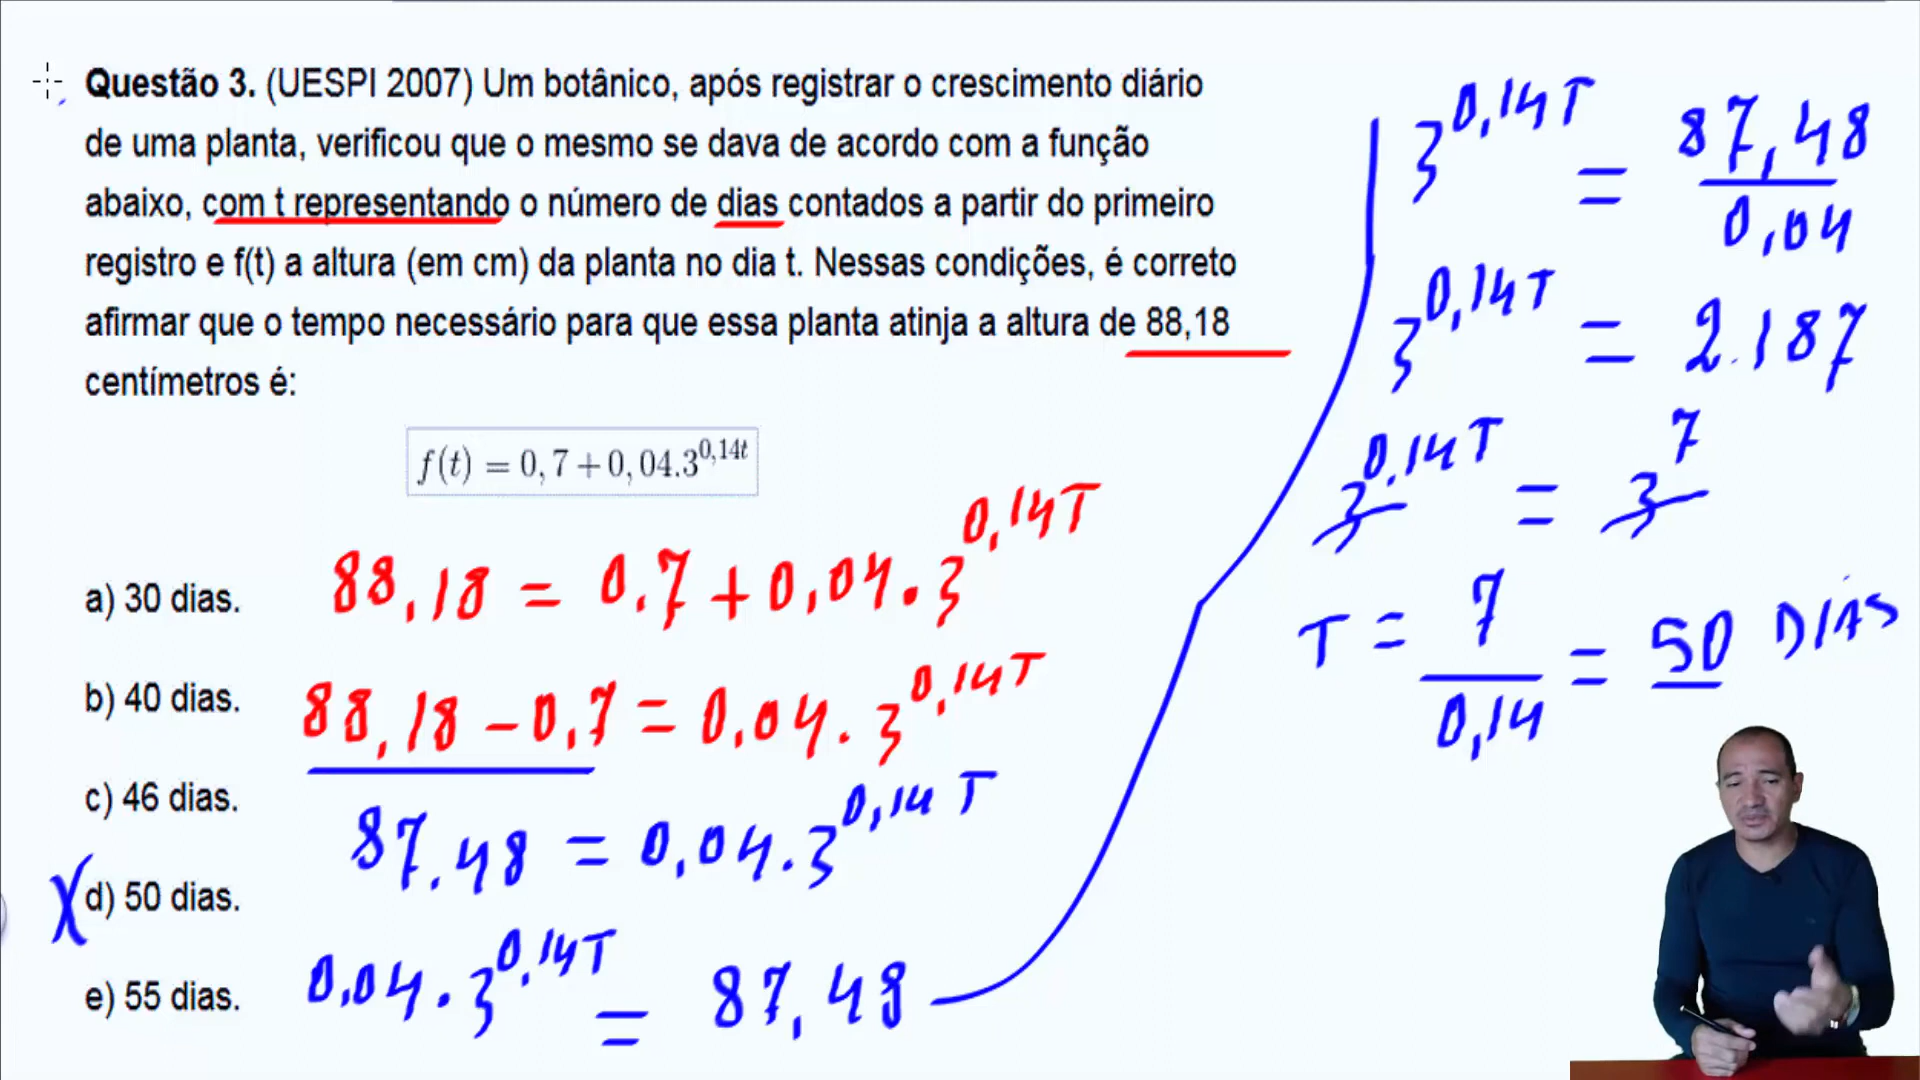 Questão 3. (UESPI 2007) Um botânico, após registrar o crescimento diário
de uma planta, verificou que o mesmo se dava de acordo com a função
abaixo, com t representando o número de dias contados a partir do primeiro
registro e f(t) a altura (em cm) da planta no dia t. Nessas condições, é correto
afirmar que o tempo necessário para que essa planta atinja a altura de 88,18
centímetros é:
f(t) = 0,7 + 0,04.3^{0,14t}
a) 30 dias.
b) 40 dias.
c) 46 dias.
X d) 50 dias.
e) 55 dias.
88,18 = 0.7 + 0,04 . 3^{0,14T}
88,18 - 0,7 = 0,04 . 3^{0,14T}
87.48 = 0,04 . 3^{0,14T}
0,04 . 3^{0,14T} = 87,48
3^{0,14T} = 87,48 / 0,04
3^{0,14T} = 2.187
3^{0.14T} = 3^7
T = 7 / 0,14 = 50 DIAS